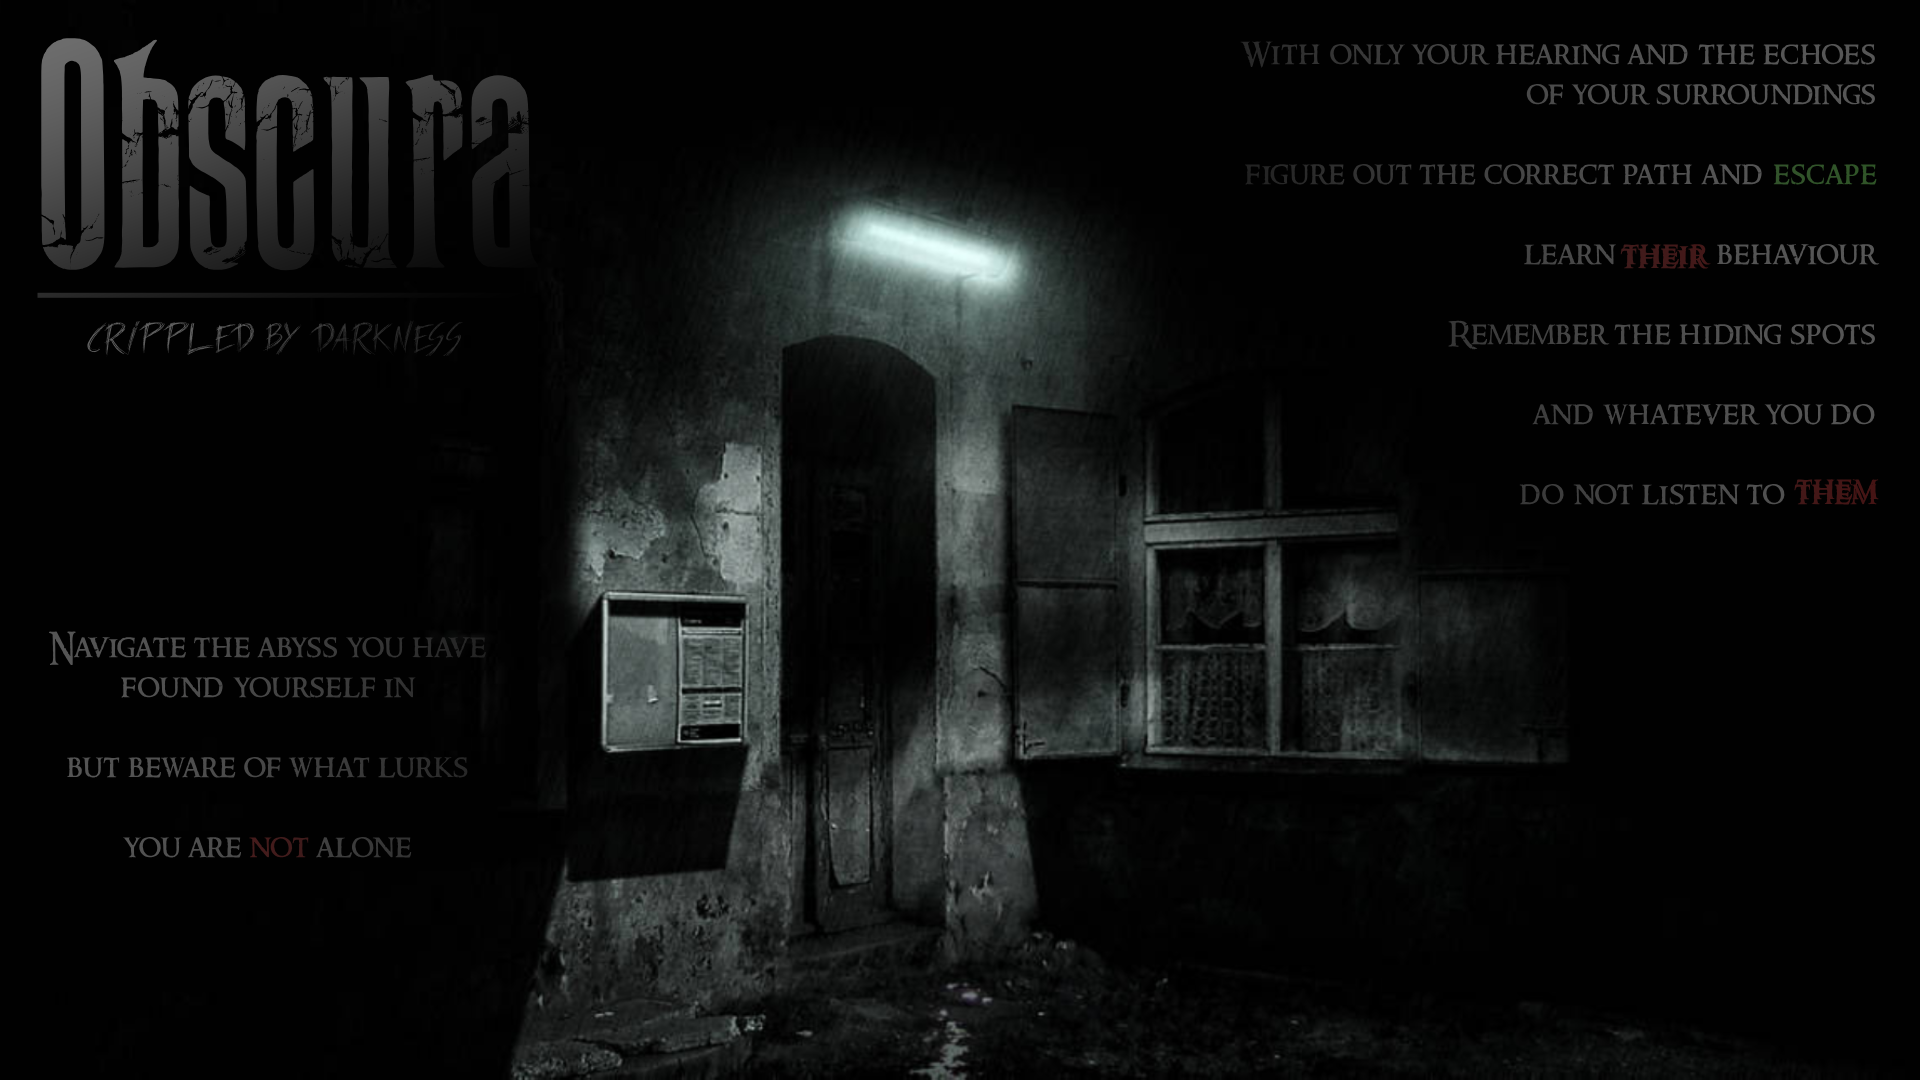 Obscura
CRIPPLED BY DARKNESS
NAVIGATE THE ABYSS YOU HAVE
FOUND YOURSELF IN
BUT BEWARE OF WHAT LURKS
YOU ARE NOT ALONE
WITH ONLY YOUR HEARING AND THE ECHOES
OF YOUR SURROUNDINGS
FIGURE OUT THE CORRECT PATH AND ESCAPE
LEARN THEIR BEHAVIOUR
REMEMBER THE HIDING SPOTS
AND WHATEVER YOU DO
DO NOT LISTEN TO THEM